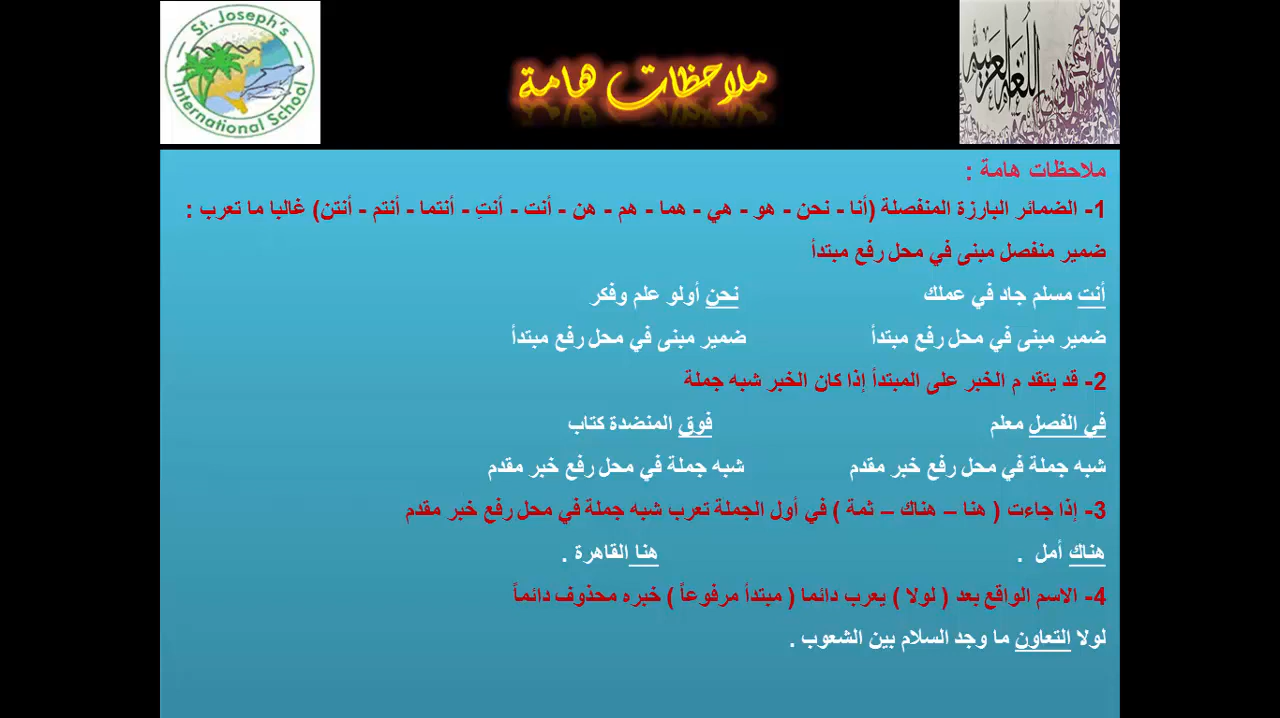 St. Joseph's
International School
ملاحظات هامة
اللغة العربية
ملاحظات هامة :
1- الضمائر البارزة المنفصلة (أنا - نحن - هو - هي - هما - هم - هن - أنت - أنتِ - أنتما - أنتم - أنتن) غالبا ما تعرب :
ضمير منفصل مبنى في محل رفع مبتدأ
أنت مسلم جاد في عملك نحن أولو علم وفكر
ضمير مبنى في محل رفع مبتدأ ضمير مبنى في محل رفع مبتدأ
2- قد يتقد م الخبر على المبتدأ إذا كان الخبر شبه جملة
في الفصل معلم فوق المنضدة كتاب
شبه جملة في محل رفع خبر مقدم شبه جملة في محل رفع خبر مقدم
3- إذا جاءت ( هنا – هناك – ثمة ) في أول الجملة تعرب شبه جملة في محل رفع خبر مقدم
هناك أمل . هنا القاهرة .
4- الاسم الواقع بعد ( لولا ) يعرب دائما ( مبتدأ مرفوعاً ) خبره محذوف دائماً
لولا التعاون ما وجد السلام بين الشعوب .